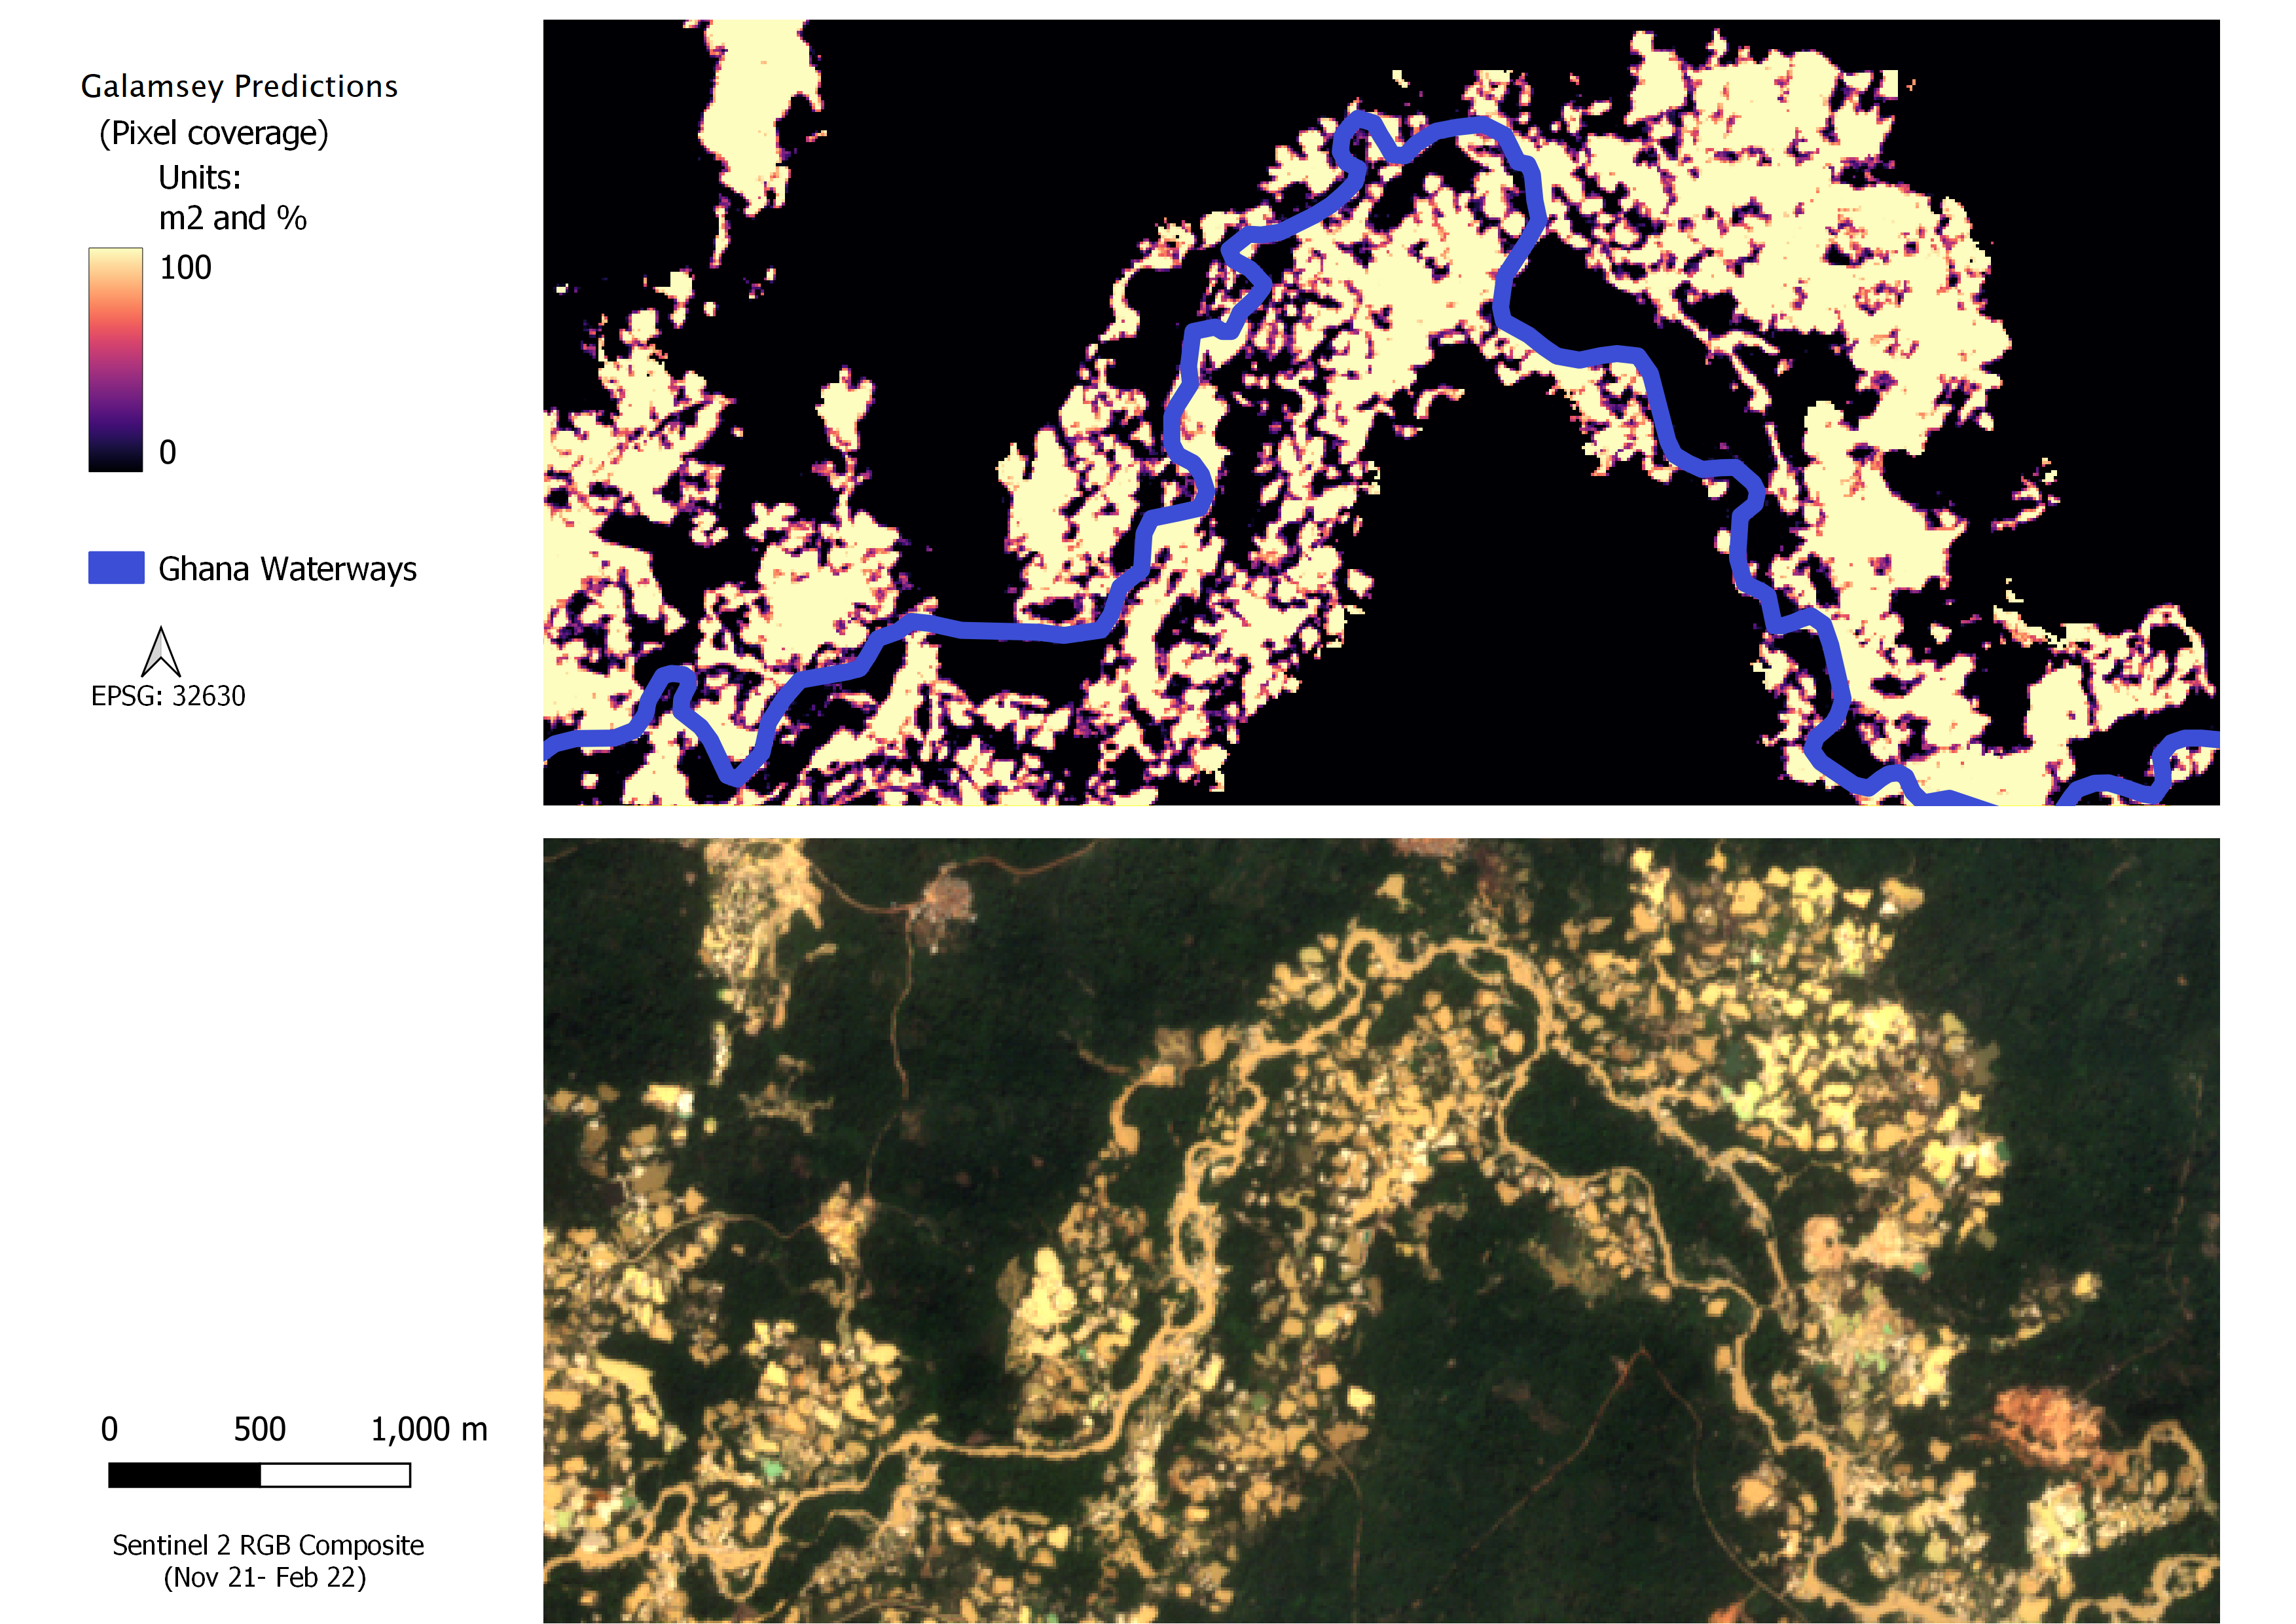 Galamsey Predictions
(Pixel coverage)
Units:
m2 and %
100
0
Ghana Waterways
EPSG: 32630
0 500 1,000 m
Sentinel 2 RGB Composite
(Nov 21- Feb 22)